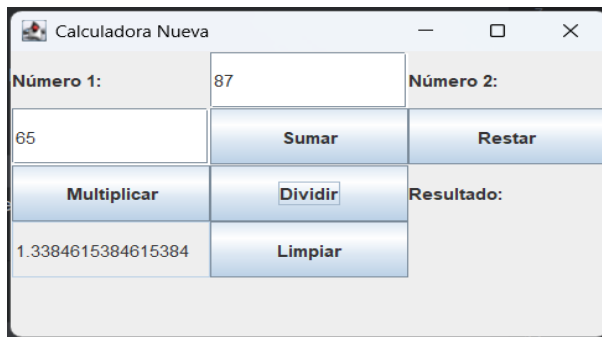 Calculadora Nueva
Número 1:
87
Número 2:
65
Sumar
Restar
Multiplicar
Dividir
Resultado:
1.3384615384615384
Limpiar